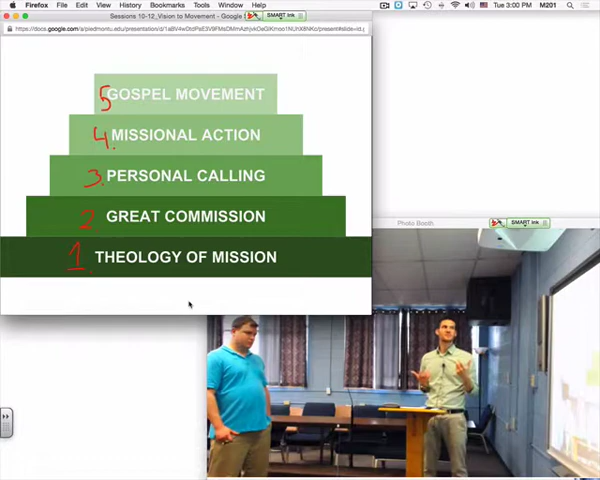 Firefox File Edit View History Bookmarks Tools Window Help
Tue 3:00 PM M201
Sessions 10-12_Vision to Movement - Google S
SMART Ink
5 GOSPEL MOVEMENT
4. MISSIONAL ACTION
3. PERSONAL CALLING
2 GREAT COMMISSION
1 THEOLOGY OF MISSION
Photo Booth
SMART Ink